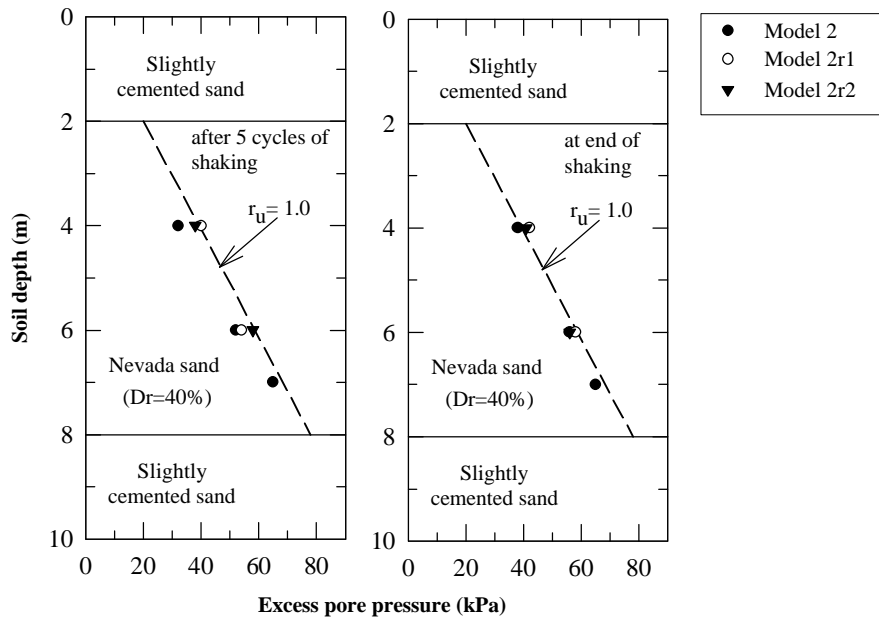 0
2
4
6
8
10
0 20 40 60 80
Soil depth (m)
Slightly
cemented sand
after 5 cycles of
shaking
ru= 1.0
Nevada sand
(Dr=40%)
Slightly
cemented sand
0
2
4
6
8
10
0 20 40 60 80
Slightly
cemented sand
at end of
shaking
ru= 1.0
Nevada sand
(Dr=40%)
Slightly
cemented sand
Excess pore pressure (kPa)
Model 2
Model 2r1
Model 2r2